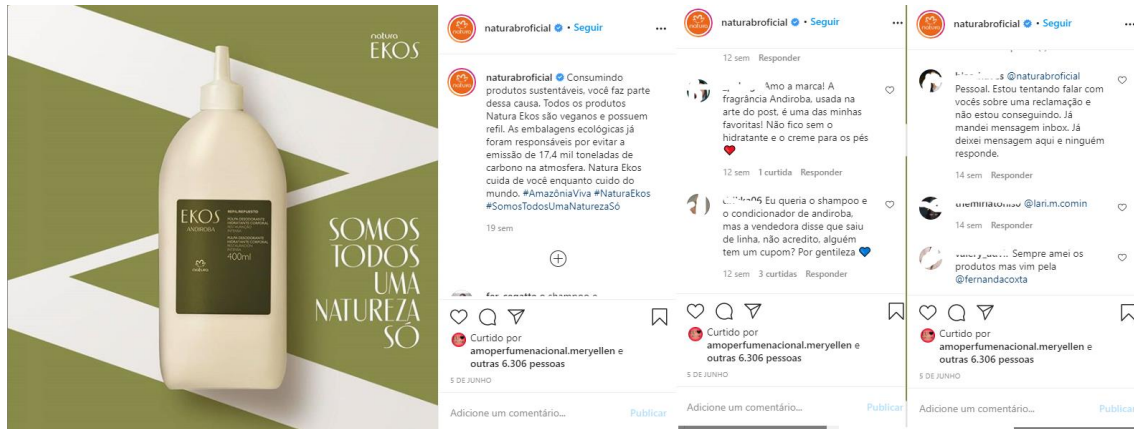 natura
EKOS
EKOS
ANDIROBA
REFIL/REPUESTO
POLPA DESODORANTE
HIDRATANTE CORPORAL
400ml
natura
SOMOS
TODOS
UMA
NATUREZA
SÓ
naturabroficial • Seguir
naturabroficial Consumindo
produtos sustentáveis, você faz parte
dessa causa. Todos os produtos
Natura Ekos são veganos e possuem
refil. As embalagens ecológicas já
foram responsáveis por evitar a
emissão de 17,4 mil toneladas de
carbono na atmosfera. Natura Ekos
cuida de você enquanto cuido do
mundo. #AmazôniaViva #NaturaEkos
#SomosTodosUmaNaturezaSó
19 sem
Curtido por
amoperfumenacional.meryellen e
outras 6.306 pessoas
5 DE JUNHO
Adicione um comentário... Publicar
naturabroficial • Seguir
12 sem Responder
Amo a marca! A
fragrância Andiroba, usada na
arte do post, é uma das minhas
favoritas! Não fico sem o
hidratante e o creme para os pés
12 sem 1 curtida Responder
Eu queria o shampoo e
o condicionador de andiroba,
mas a vendedora disse que saiu
de linha, não acredito, alguém
tem um cupom? Por gentileza
12 sem 3 curtidas Responder
Curtido por
amoperfumenacional.meryellen e
outras 6.306 pessoas
5 DE JUNHO
Adicione um comentário... Publicar
naturabroficial • Seguir
@naturabroficial
Pessoal. Estou tentando falar com
vocês sobre uma reclamação e
não estou conseguindo. Já
mandei mensagem inbox. Já
deixei mensagem aqui e ninguém
responde.
14 sem Responder
@lari.m.comin
14 sem Responder
Sempre amei os
produtos mas vim pela
@fernandacoxta
Curtido por
amoperfumenacional.meryellen e
outras 6.306 pessoas
5 DE JUNHO
Adicione um comentário... Publicar